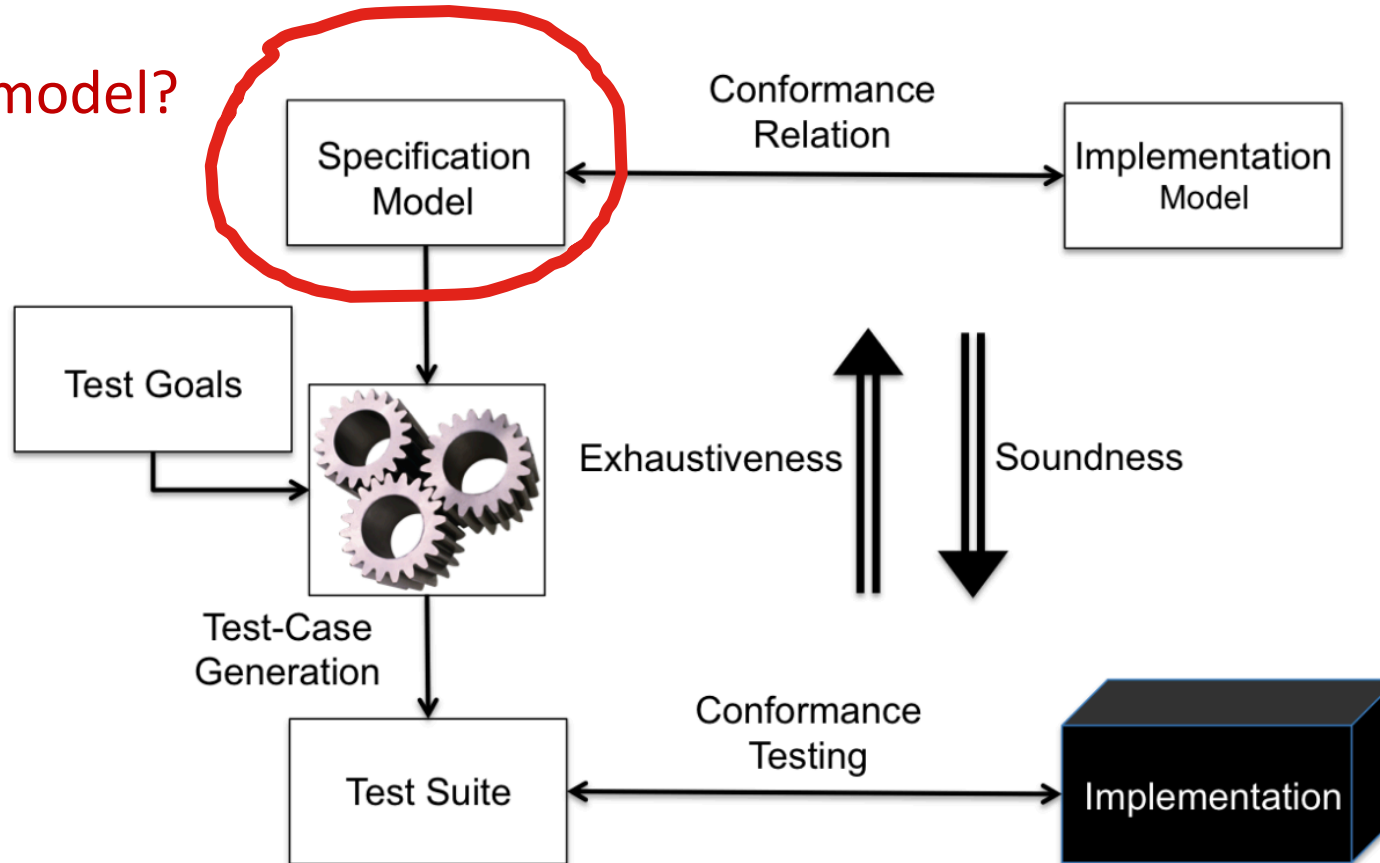 model?
Conformance
Relation
Specification
Model
Implementation
Model
Test Goals
Exhaustiveness
Soundness
Test-Case
Generation
Conformance
Testing
Test Suite
Implementation